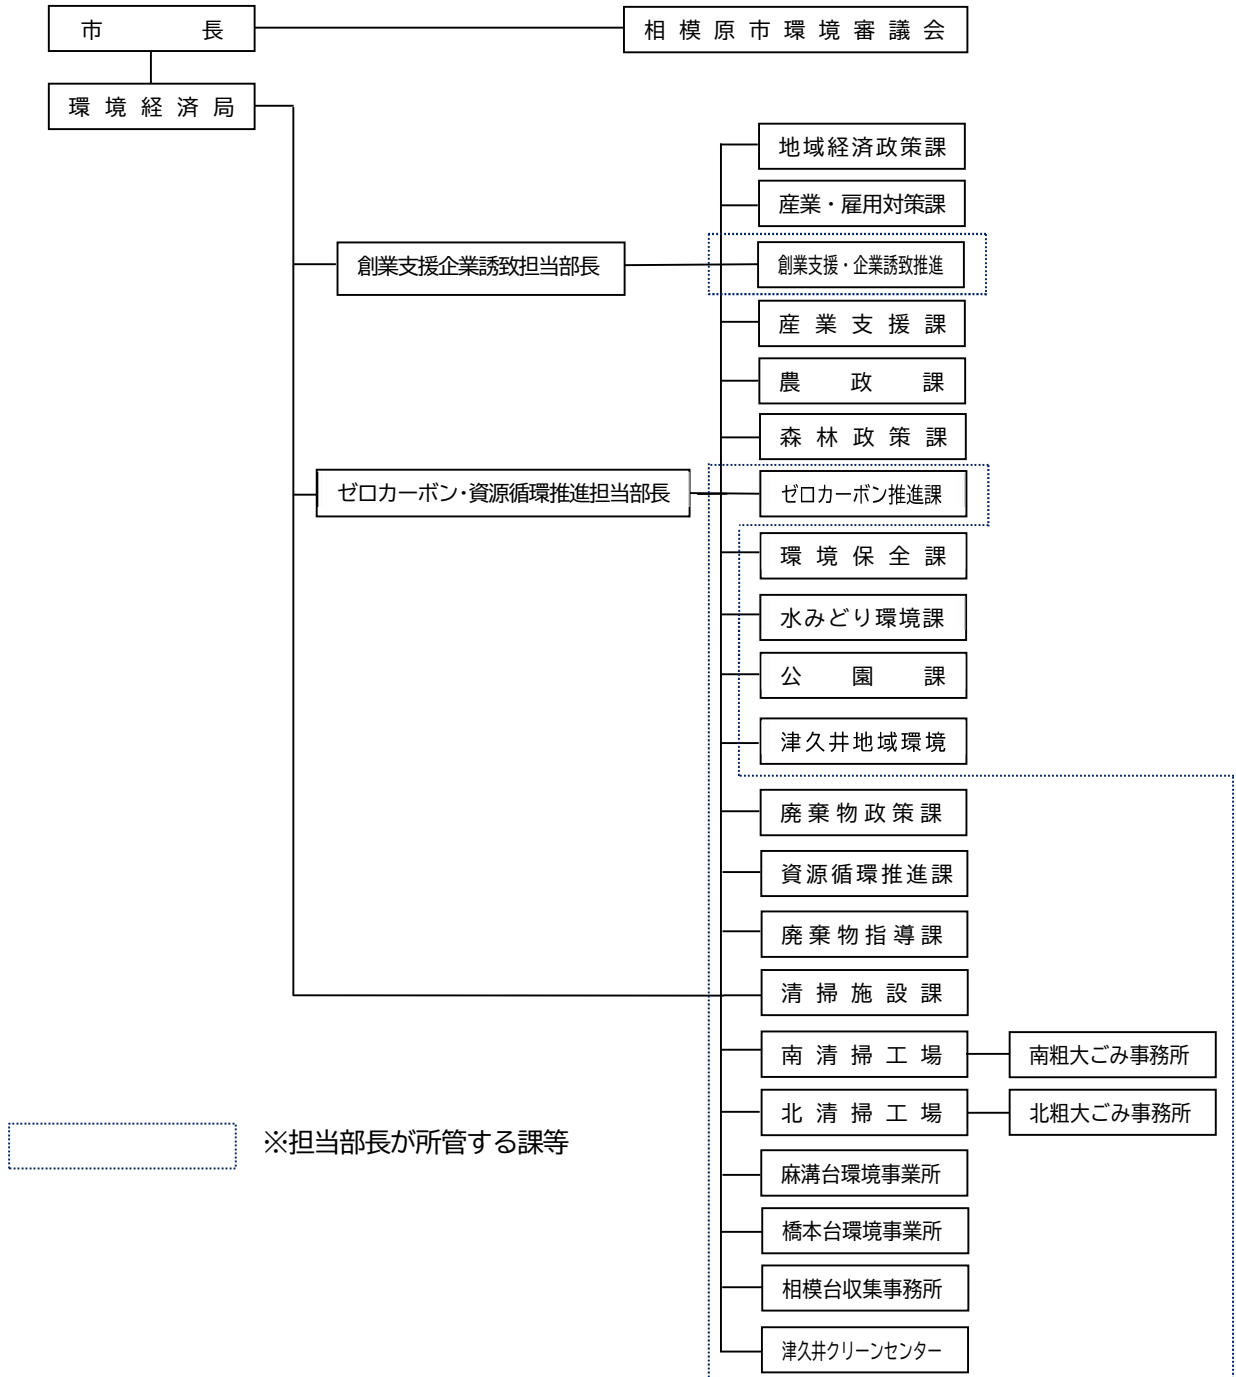 市長
相模原市環境審議会
環境経済局
地域経済政策課
産業・雇用対策課
創業支援企業誘致担当部長
創業支援・企業誘致推進
産業支援課
農政課
森林政策課
ゼロカーボン・資源循環推進担当部長
ゼロカーボン推進課
環境保全課
水みどり環境課
公園課
津久井地域環境
廃棄物政策課
資源循環推進課
廃棄物指導課
清掃施設課
南清掃工場
南粗大ごみ事務所
北清掃工場
北粗大ごみ事務所
※担当部長が所管する課等
麻溝台環境事業所
橋本台環境事業所
相模台収集事務所
津久井クリーンセンター